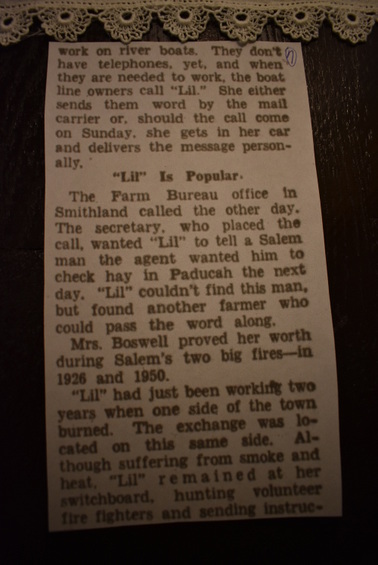 work on river boats. They don't
have telephones, yet, and when
they are needed to work, the boat
line owners call "Lil." She either
sends them word by the mail
carrier or, should the call come
on Sunday, she gets in her car
and delivers the message person-
ally.
"Lil" Is Popular.
The Farm Bureau office in
Smithland called the other day.
The secretary, who placed the
call, wanted "Lil" to tell a Salem
man the agent wanted him to
check hay in Paducah the next
day. "Lil" couldn't find this man,
but found another farmer who
could pass the word along.
Mrs. Boswell proved her worth
during Salem's two big fires—in
1926 and 1950.
"Lil" had just been working two
years when one side of the town
burned. The exchange was lo-
cated on this same side. Al-
though suffering from smoke and
heat, "Lil" remained at her
switchboard, hunting volunteer
fire fighters and sending instruc-